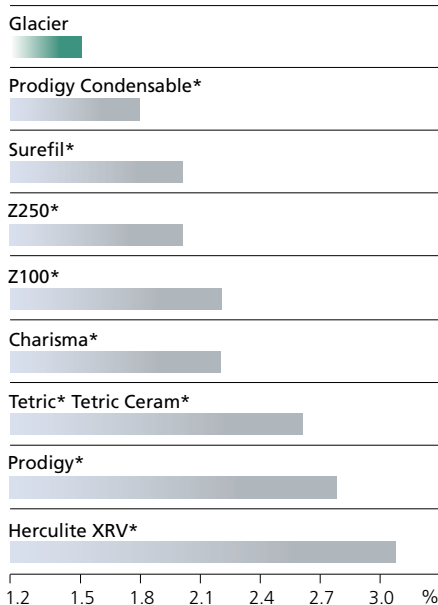 Glacier
Prodigy Condensable*
Surefil*
Z250*
Z100*
Charisma*
Tetric* Tetric Ceram*
Prodigy*
Herculite XRV*
1.2 1.5 1.8 2.1 2.4 2.7 3.0 %